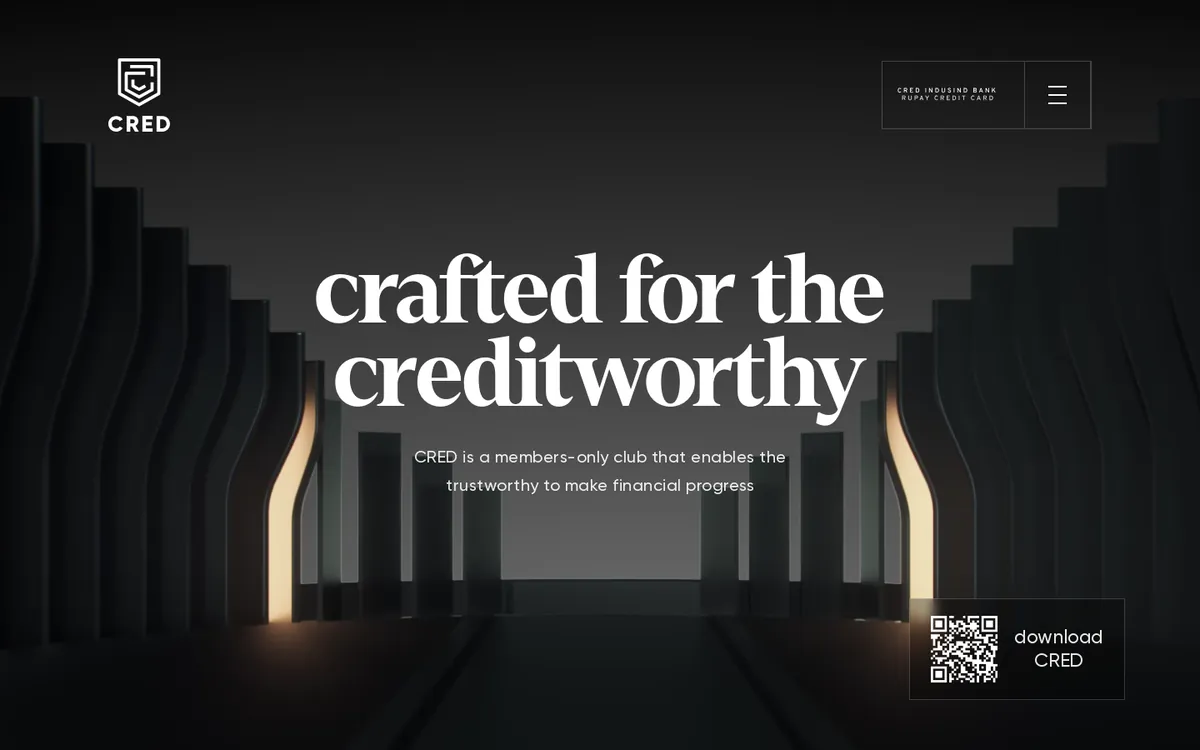 CRED
CRED INDUSIND BANK
RUPAY CREDIT CARD
crafted for the
creditworthy
CRED is a members-only club that enables the
trustworthy to make financial progress
download
CRED